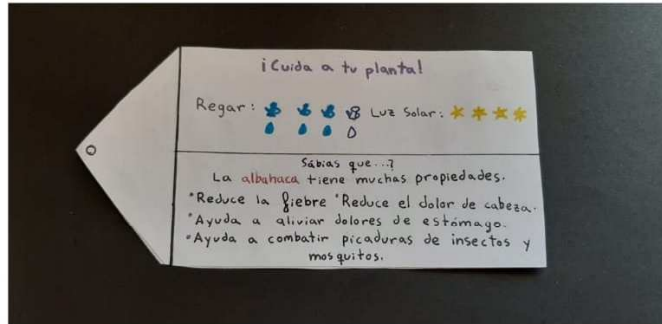 ¡Cuida a tu planta!
Regar: Luz Solar:
Sabias que...?
La albahaca tiene muchas propiedades.
*Reduce la fiebre *Reduce el dolor de cabeza.
*Ayuda a aliviar dolores de estómago.
*Ayuda a combatir picaduras de insectos y
mosquitos.